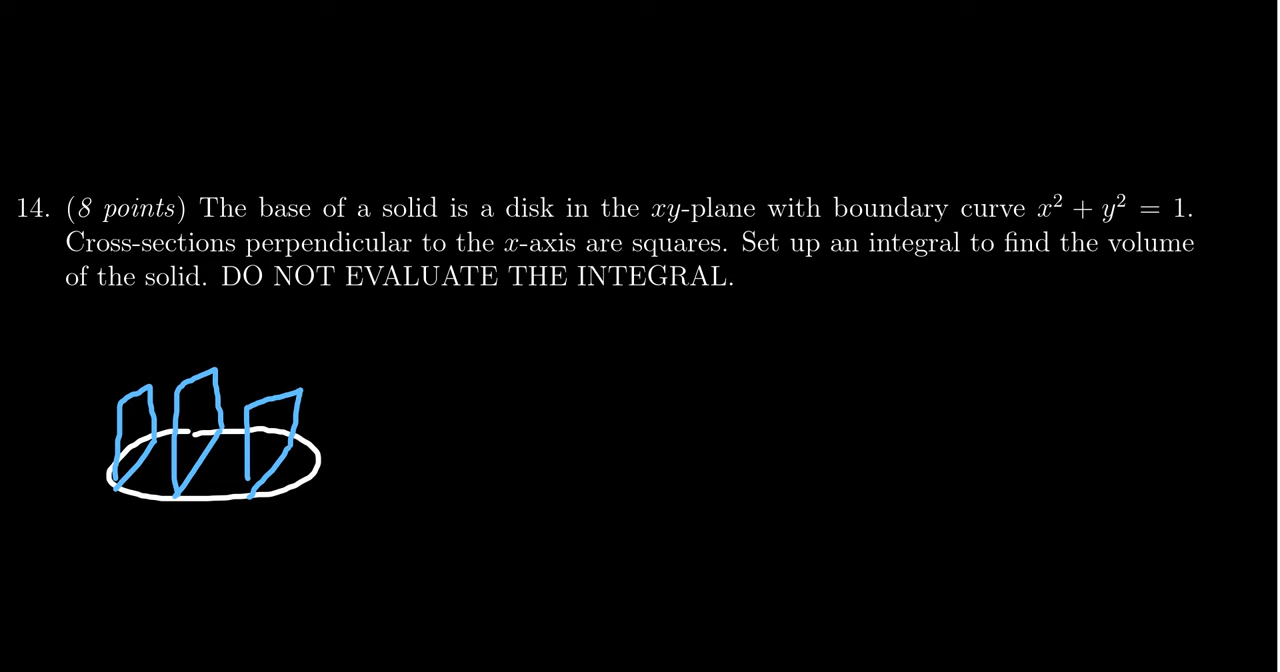 14. (8 points) The base of a solid is a disk in the xy-plane with boundary curve x² + y² = 1.
Cross-sections perpendicular to the x-axis are squares. Set up an integral to find the volume
of the solid. DO NOT EVALUATE THE INTEGRAL.